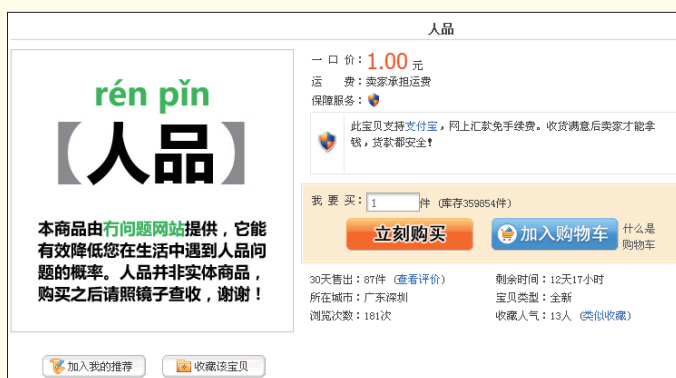 人品
rén pǐn
【人品】
本商品由冇问题网站提供，它能
有效降低您在生活中遇到人品问
题的概率。人品并非实体商品，
购买之后请照镜子查收，谢谢！
加入我的推荐 收藏该宝贝
一 口 价：1.00 元
运 费：卖家承担运费
保障服务：
此宝贝支持支付宝，网上汇款免手续费。收货满意后卖家才能拿
钱，货款都安全！
我 要 买：1 件 (库存359854件)
立刻购买 加入购物车 什么是
购物车
30天售出：87件 (查看评价) 剩余时间：12天17小时
所在城市：广东深圳 宝贝类型：全新
浏览次数：181次 收藏人气：13人 (类似收藏)